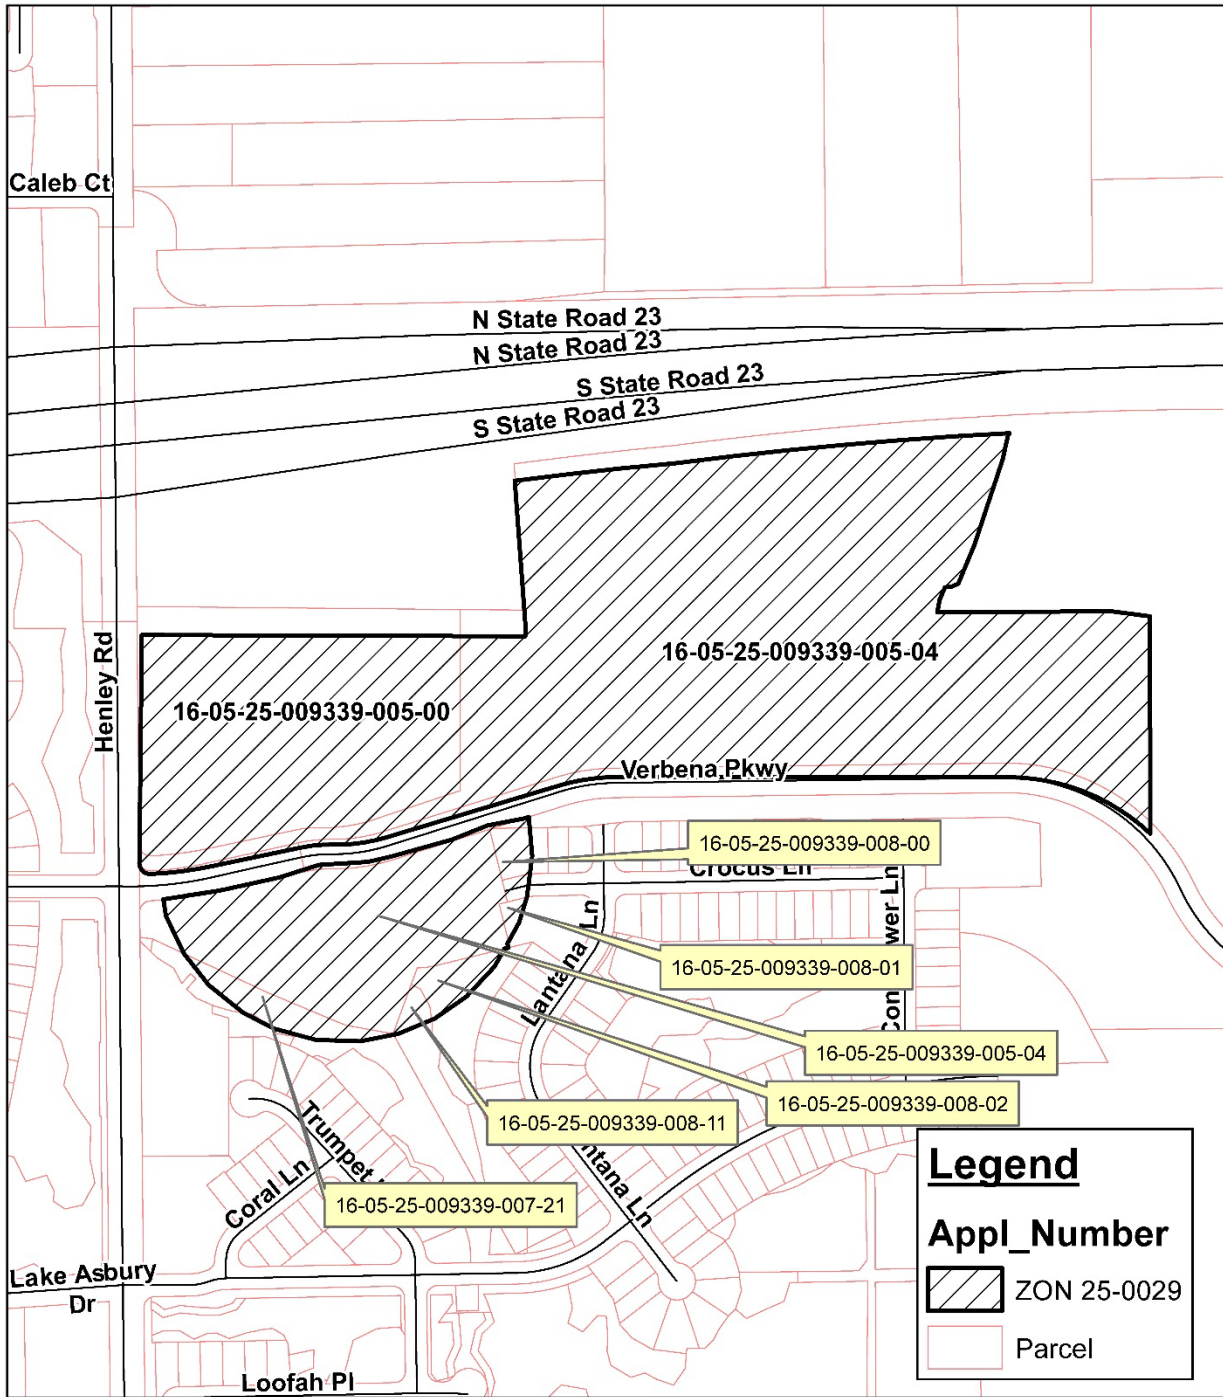 Caleb Ct
N State Road 23
N State Road 23
S State Road 23
S State Road 23
Henley Rd
16-05-25-009339-005-04
16-05-25-009339-005-00
Verbena Pkwy
16-05-25-009339-008-00
Crocus Ln
Lantana Ln
16-05-25-009339-008-01
16-05-25-009339-005-04
16-05-25-009339-008-02
16-05-25-009339-008-11
Trumpet
Coral Ln
16-05-25-009339-007-21
ntana Ln
Lake Asbury
Dr
Loofah Pl
Legend
Appl_Number
ZON 25-0029
Parcel